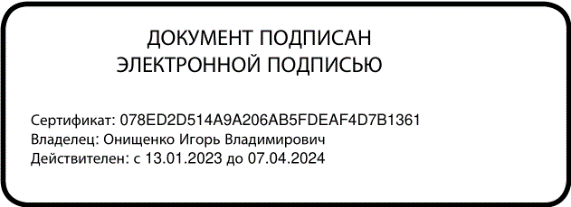 ДОКУМЕНТ ПОДПИСАН
ЭЛЕКТРОННОЙ ПОДПИСЬЮ
Сертификат: 078ED2D514A9A206AB5FDEAF4D7B1361
Владелец: Онищенко Игорь Владимирович
Действителен: с 13.01.2023 до 07.04.2024